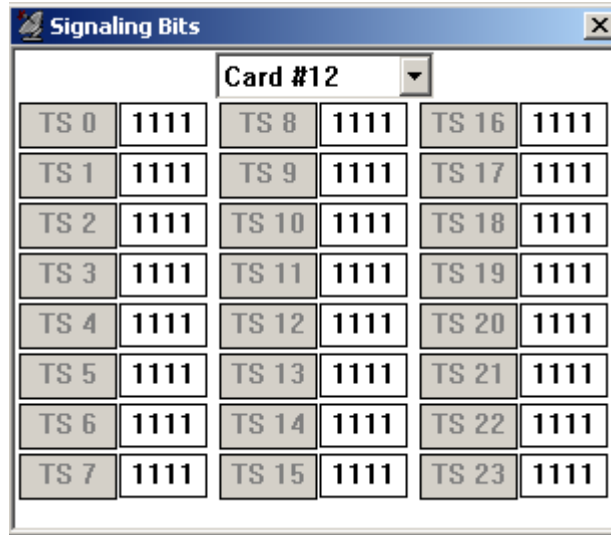 Signaling Bits
Card #12
TS 0 1111 TS 8 1111 TS 16 1111
TS 1 1111 TS 9 1111 TS 17 1111
TS 2 1111 TS 10 1111 TS 18 1111
TS 3 1111 TS 11 1111 TS 19 1111
TS 4 1111 TS 12 1111 TS 20 1111
TS 5 1111 TS 13 1111 TS 21 1111
TS 6 1111 TS 14 1111 TS 22 1111
TS 7 1111 TS 15 1111 TS 23 1111